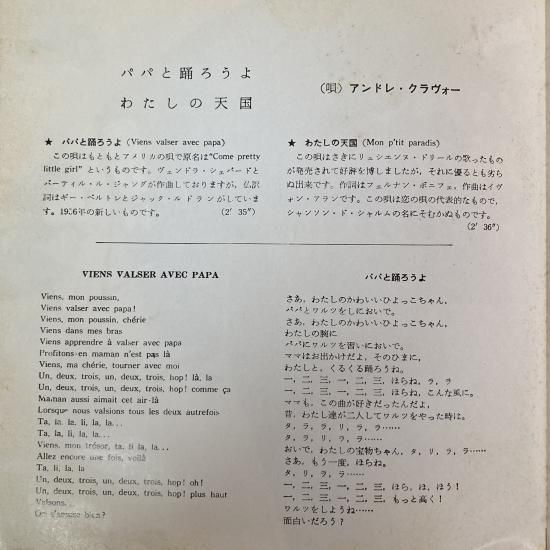 パパと踊ろうよ
わたしの天国
（唄）アンドレ・クラヴォー
★ パパと踊ろうよ (Viens valser avec papa)
この唄はもともとアメリカの唄で原名は"Come pretty
little girl" というものです。ヴェンドラ・シェパードと
バーティル・ル・ジャングが作曲しておりますが、仏訳
詞はギー・ベルトンとジャック・ルドランがしていま
す。1956年の新しいものです。 (2′ 35″)
★ わたしの天国 (Mon p'tit paradis)
この唄はさきにリュシエンヌ・ドリールの歌ったもの
が発売されて好評を博しましたが、それに優るとも劣ら
ぬ出来です。作詞はフェルナン・ボニフェ、作曲はイヴ
ォン・アランです。この唄は恋の唄の代表的なもので、
シャンソン・ド・シャルムの名にそむかぬものです。
(2′ 36″)
VIENS VALSER AVEC PAPA
Viens, mon poussin,
Viens valser avec papa!
Viens, mon poussin, chérie
Viens dans mes bras
Viens apprendre à valser avec papa
Profitons-en maman n'est pas là
Viens, ma chérie, tourner avec moi
Un, deux, trois, un, deux, trois, hop! là, la
Un, deux, trois, un, deux, trois, hop! comme ça
Maman aussi aimait cet air-là
Lorsque nous valsions tous les deux autrefois
Ta, la, la, li, la, la...
Ta, la, li, la, la...
Viens, mon trésor, ta, li la, la...
Allez encore une fois, voilà
Ta, li, la, la
Un, deux, trois, un, deux, trois, hop! oh!
Un, deux, trois, un, deux, trois, hop! plus haut
Valsons...
On s'amuse bien?
パパと踊ろうよ
さあ、わたしのかわいいひよっこちゃん、
パパとワルツをしにおいで。
さあ、わたしのかわいいひよっこちゃん、
わたしの腕に
パパにワルツを習いにおいで。
ママはお出かけだよ、そのひまに、
わたしと、くるくる踊ろうね。
一、二、三、一、二、三、ほらね、ラ、ラ
一、二、三、一、二、三、ほらね、こんな風に。
ママも、この曲が好きだったんだよ、
昔、わたし達が二人してワルツをやった時は。
タ、ラ、ラ、リ、ラ、ラ……
タ、ラ、リ、ラ、ラ……
おいで、わたしの宝物ちゃん、タ、リ、ラ、ラ……
さあ、もう一度、ほらね。
タ、リ、ラ、ラ……
一、二、三、一、二、三、ほら、ほ、ほう！
一、二、三、一、二、三、もっと高く！
ワルツをしようね……
面白いだろう？